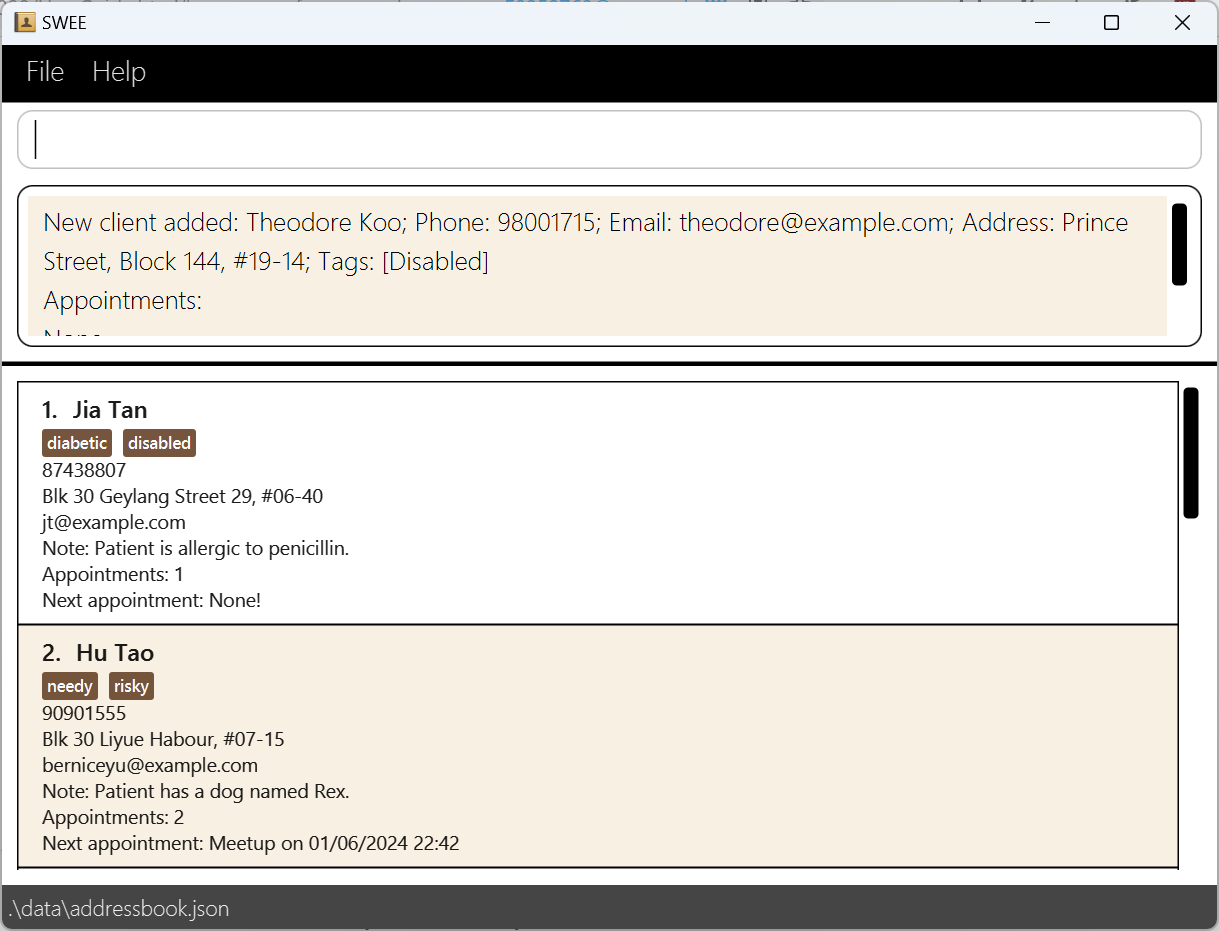 SWEE
File Help
New client added: Theodore Koo; Phone: 98001715; Email: theodore@example.com; Address: Prince
Street, Block 144, #19-14; Tags: [Disabled]
Appointments:
None
1. Jia Tan
diabetic disabled
87438807
Blk 30 Geylang Street 29, #06-40
jt@example.com
Note: Patient is allergic to penicillin.
Appointments: 1
Next appointment: None!
2. Hu Tao
needy risky
90901555
Blk 30 Liyue Habour, #07-15
berniceyu@example.com
Note: Patient has a dog named Rex.
Appointments: 2
Next appointment: Meetup on 01/06/2024 22:42
.\data\addressbook.json